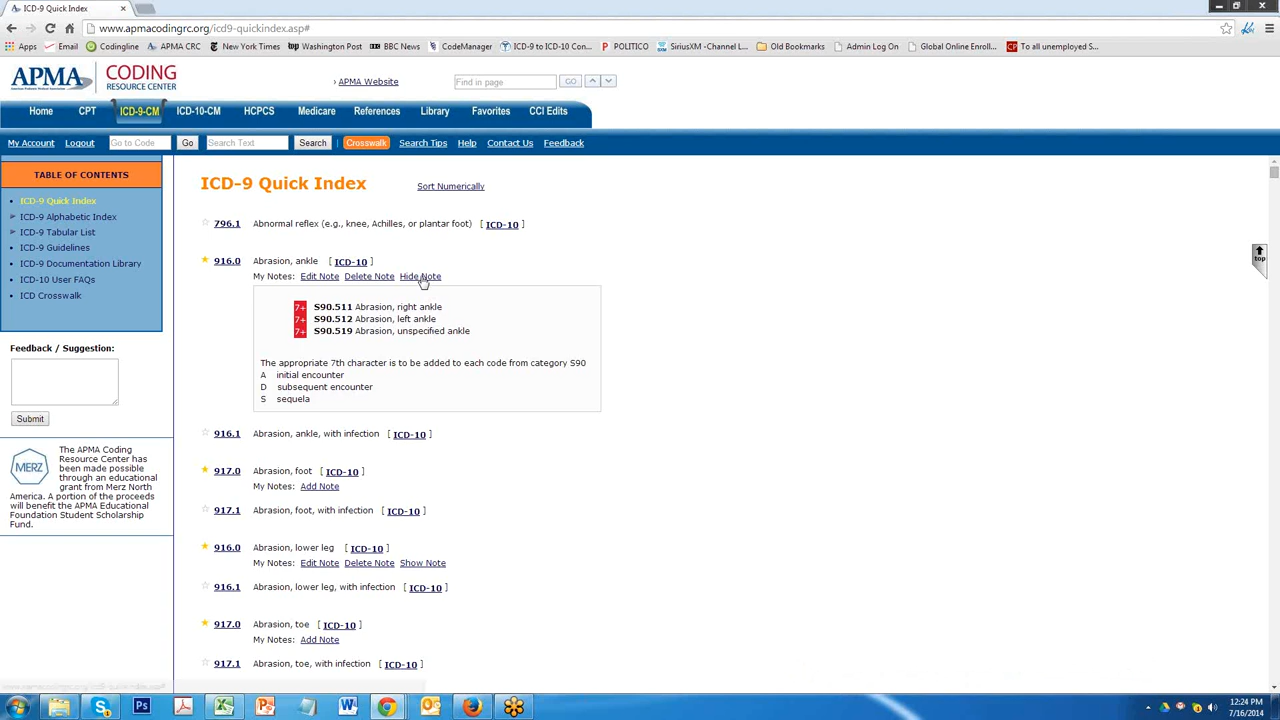 ICD-9 Quick Index
www.apmacodingrc.org/icd9-quickindex.asp#
Apps Email Codingline APMA CRC New York Times Washington Post BBC News CodeManager ICD-9 to ICD-10 Con... POLITICO SiriusXM -Channel L... Old Bookmarks Admin Log On Global Online Enroll... To all unemployed S...
APMA CODING RESOURCE CENTER
› APMA Website Find in page GO
Home CPT ICD-9-CM ICD-10-CM HCPCS Medicare References Library Favorites CCI Edits
My Account Logout Go to Code Go Search Text Search | Crosswalk Search Tips Help Contact Us Feedback
TABLE OF CONTENTS
ICD-9 Quick Index
ICD-9 Alphabetic Index
ICD-9 Tabular List
ICD-9 Guidelines
ICD-9 Documentation Library
ICD-10 User FAQs
ICD Crosswalk
Feedback / Suggestion:
Submit
MERZ
The APMA Coding
Resource Center has
been made possible
through an educational
grant from Merz North
America. A portion of the proceeds
will benefit the APMA Educational
Foundation Student Scholarship
Fund.
ICD-9 Quick Index Sort Numerically
796.1 Abnormal reflex (e.g., knee, Achilles, or plantar foot) [ ICD-10 ]
916.0 Abrasion, ankle [ ICD-10 ]
My Notes: Edit Note Delete Note Hide Note
7+ S90.511 Abrasion, right ankle
7+ S90.512 Abrasion, left ankle
7+ S90.519 Abrasion, unspecified ankle
The appropriate 7th character is to be added to each code from category S90
A initial encounter
D subsequent encounter
S sequela
916.1 Abrasion, ankle, with infection [ ICD-10 ]
917.0 Abrasion, foot [ ICD-10 ]
My Notes: Add Note
917.1 Abrasion, foot, with infection [ ICD-10 ]
916.0 Abrasion, lower leg [ ICD-10 ]
My Notes: Edit Note Delete Note Show Note
916.1 Abrasion, lower leg, with infection [ ICD-10 ]
917.0 Abrasion, toe [ ICD-10 ]
My Notes: Add Note
917.1 Abrasion, toe, with infection [ ICD-10 ]
top
www.apmacodingrc.org/icd9-quickindex.asp#
12:24 PM
7/16/2014